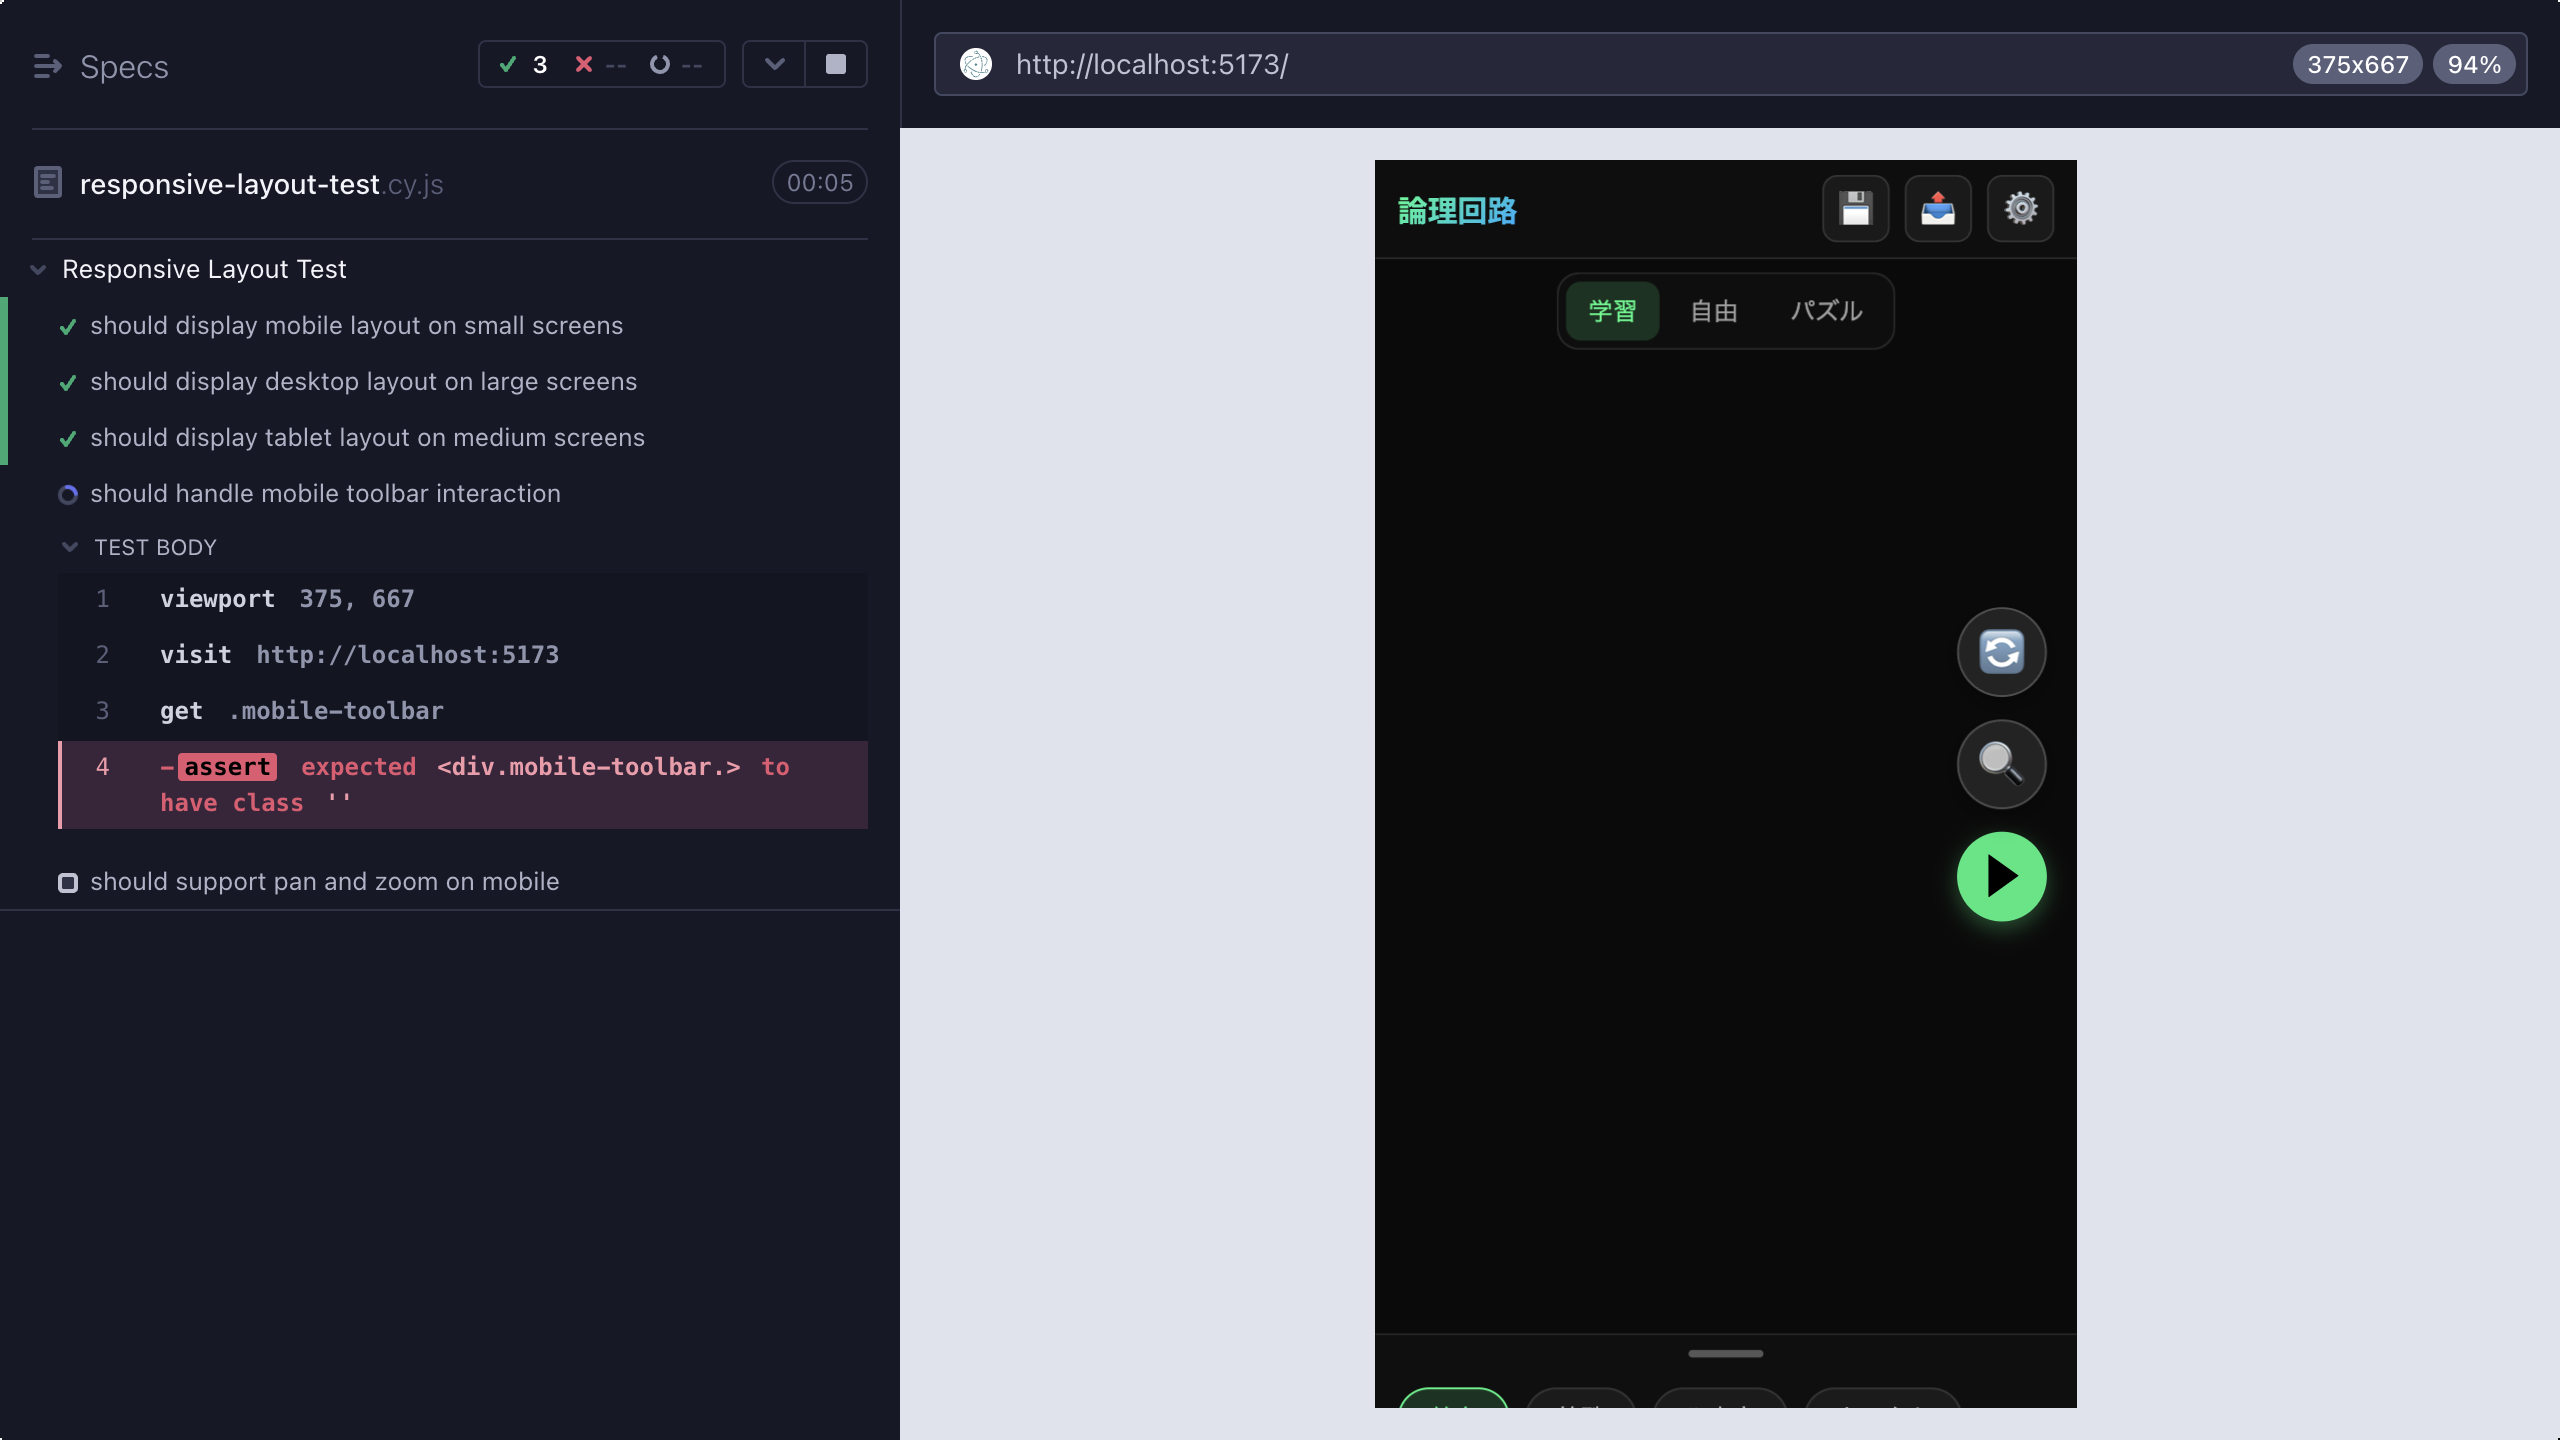 Specs
3 -- --
responsive-layout-test.cy.js
00:05
Responsive Layout Test
should display mobile layout on small screens
should display desktop layout on large screens
should display tablet layout on medium screens
should handle mobile toolbar interaction
TEST BODY
1 viewport 375, 667
2 visit http://localhost:5173
3 get .mobile-toolbar
4 -assert expected <div.mobile-toolbar.> to
have class ''
should support pan and zoom on mobile
http://localhost:5173/
375x667
94%
論理回路
学習 自由 パズル